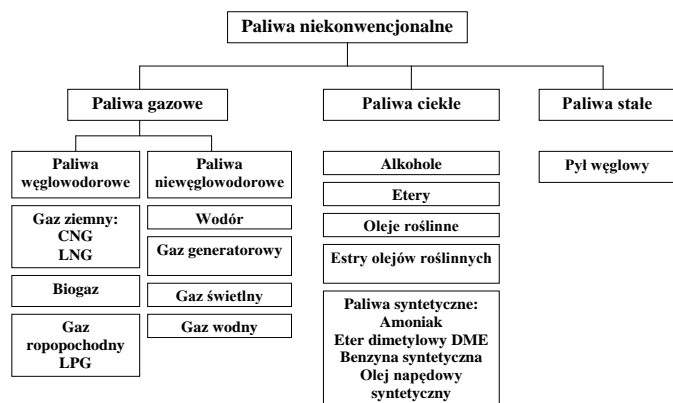 Paliwa niekonwencjonalne
Paliwa gazowe
Paliwa ciekłe
Paliwa stałe
Paliwa
węglowodorowe
Paliwa
niewęglowodorowe
Gaz ziemny:
CNG
LNG
Biogaz
Gaz
ropopochodny
LPG
Wodór
Gaz generatorowy
Gaz świetlny
Gaz wodny
Alkohole
Etery
Oleje roślinne
Estry olejów roślinnych
Paliwa syntetyczne:
Amoniak
Eter dimetylowy DME
Benzyna syntetyczna
Olej napędowy
syntetyczny
Pył węglowy